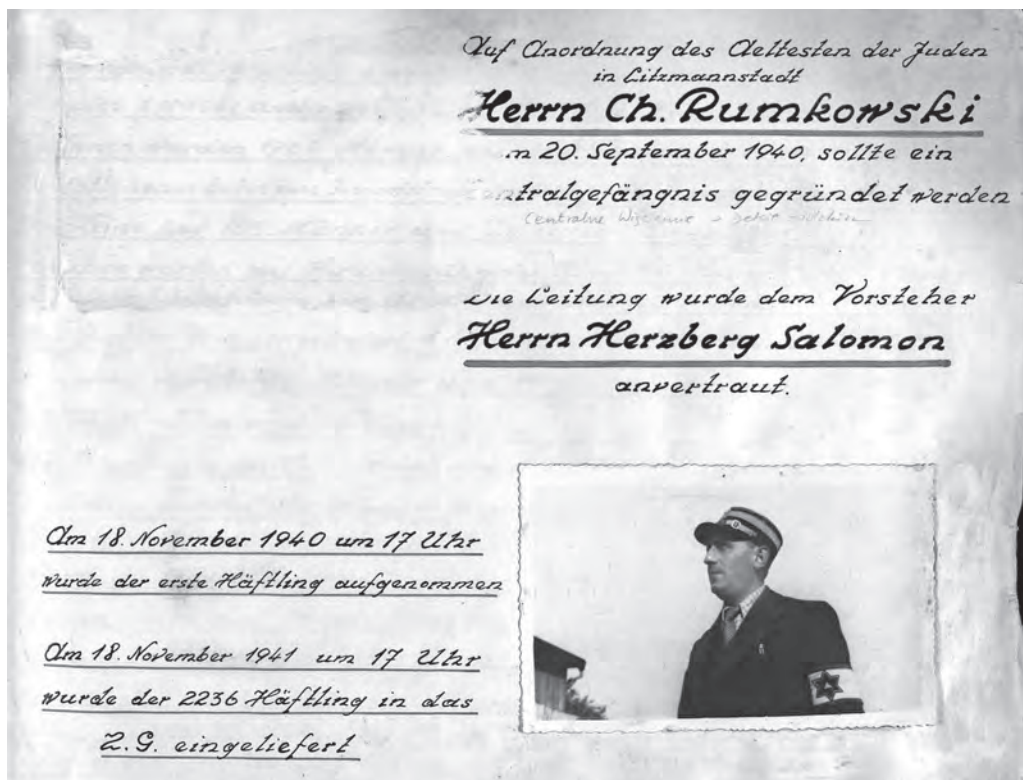 Auf Anordnung des Aeltesten der Juden
in Litzmannstadt
Herrn Ch. Rumkowski
m 20. September 1940, sollte ein
ntralgefängnis gegründet werden
Centralne
Die Leitung wurde dem Vorsteher
Herrn Herzberg Salomon
anvertraut.
Am 18. November 1940 um 17 Uhr
wurde der erste Häftling aufgenommen
Am 18. November 1941 um 17 Uhr
wurde der 2236 Häftling in das
Z.G. eingeliefert